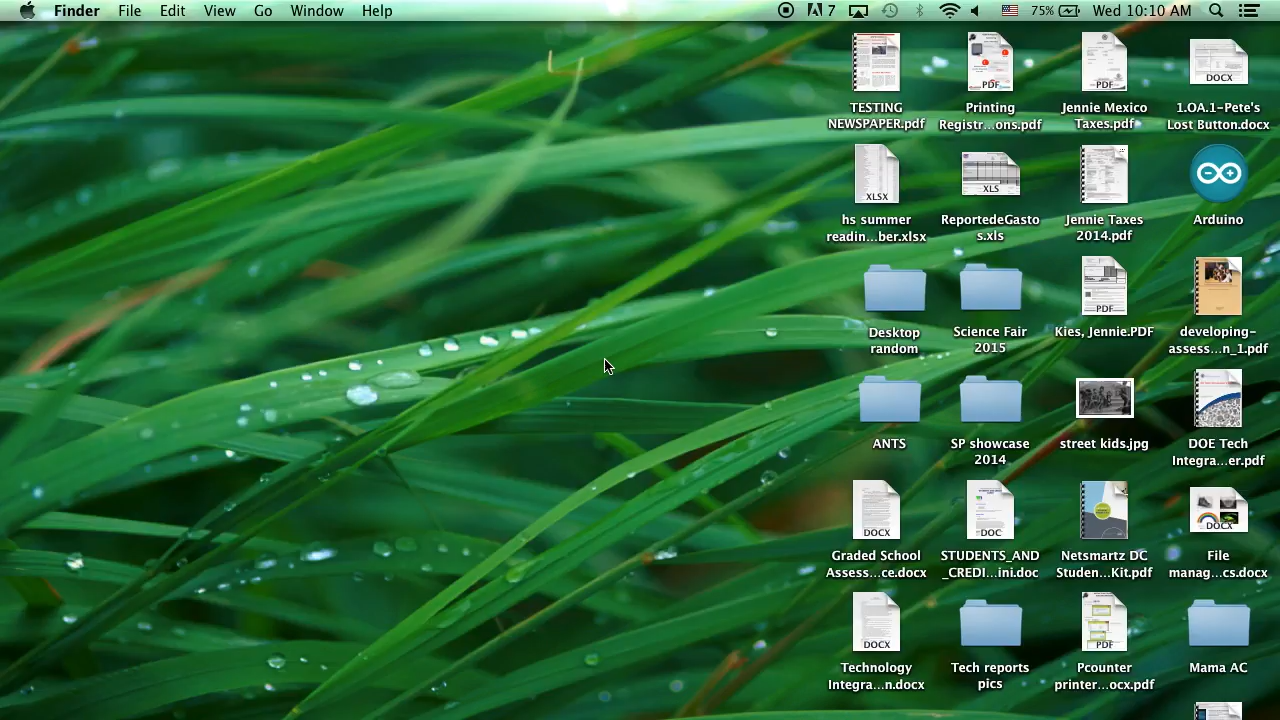 Finder File Edit View Go Window Help 7 75% Wed 10:10 AM
TESTING
NEWSPAPER.pdf
PDF
Printing
Registr...ons.pdf
PDF
Jennie Mexico
Taxes.pdf
DOCX
1.OA.1-Pete's
Lost Button.docx
XLSX
hs summer
readin...ber.xlsx
XLS
ReportedeGasto
s.xls
Jennie Taxes
2014.pdf
Arduino
Desktop
random
Science Fair
2015
PDF
Kies, Jennie.PDF
developing-
assess...n_1.pdf
ANTS
SP showcase
2014
street kids.jpg
DOE Tech
Integra...er.pdf
DOCX
Graded School
Assess...ce.docx
DOC
STUDENTS_AND
_CREDI...ini.doc
Netsmartz DC
Studen...Kit.pdf
DOCX
File
manag...cs.docx
DOCX
Technology
Integra...n.docx
Tech reports
pics
PDF
Pcounter
printer...ocx.pdf
Mama AC